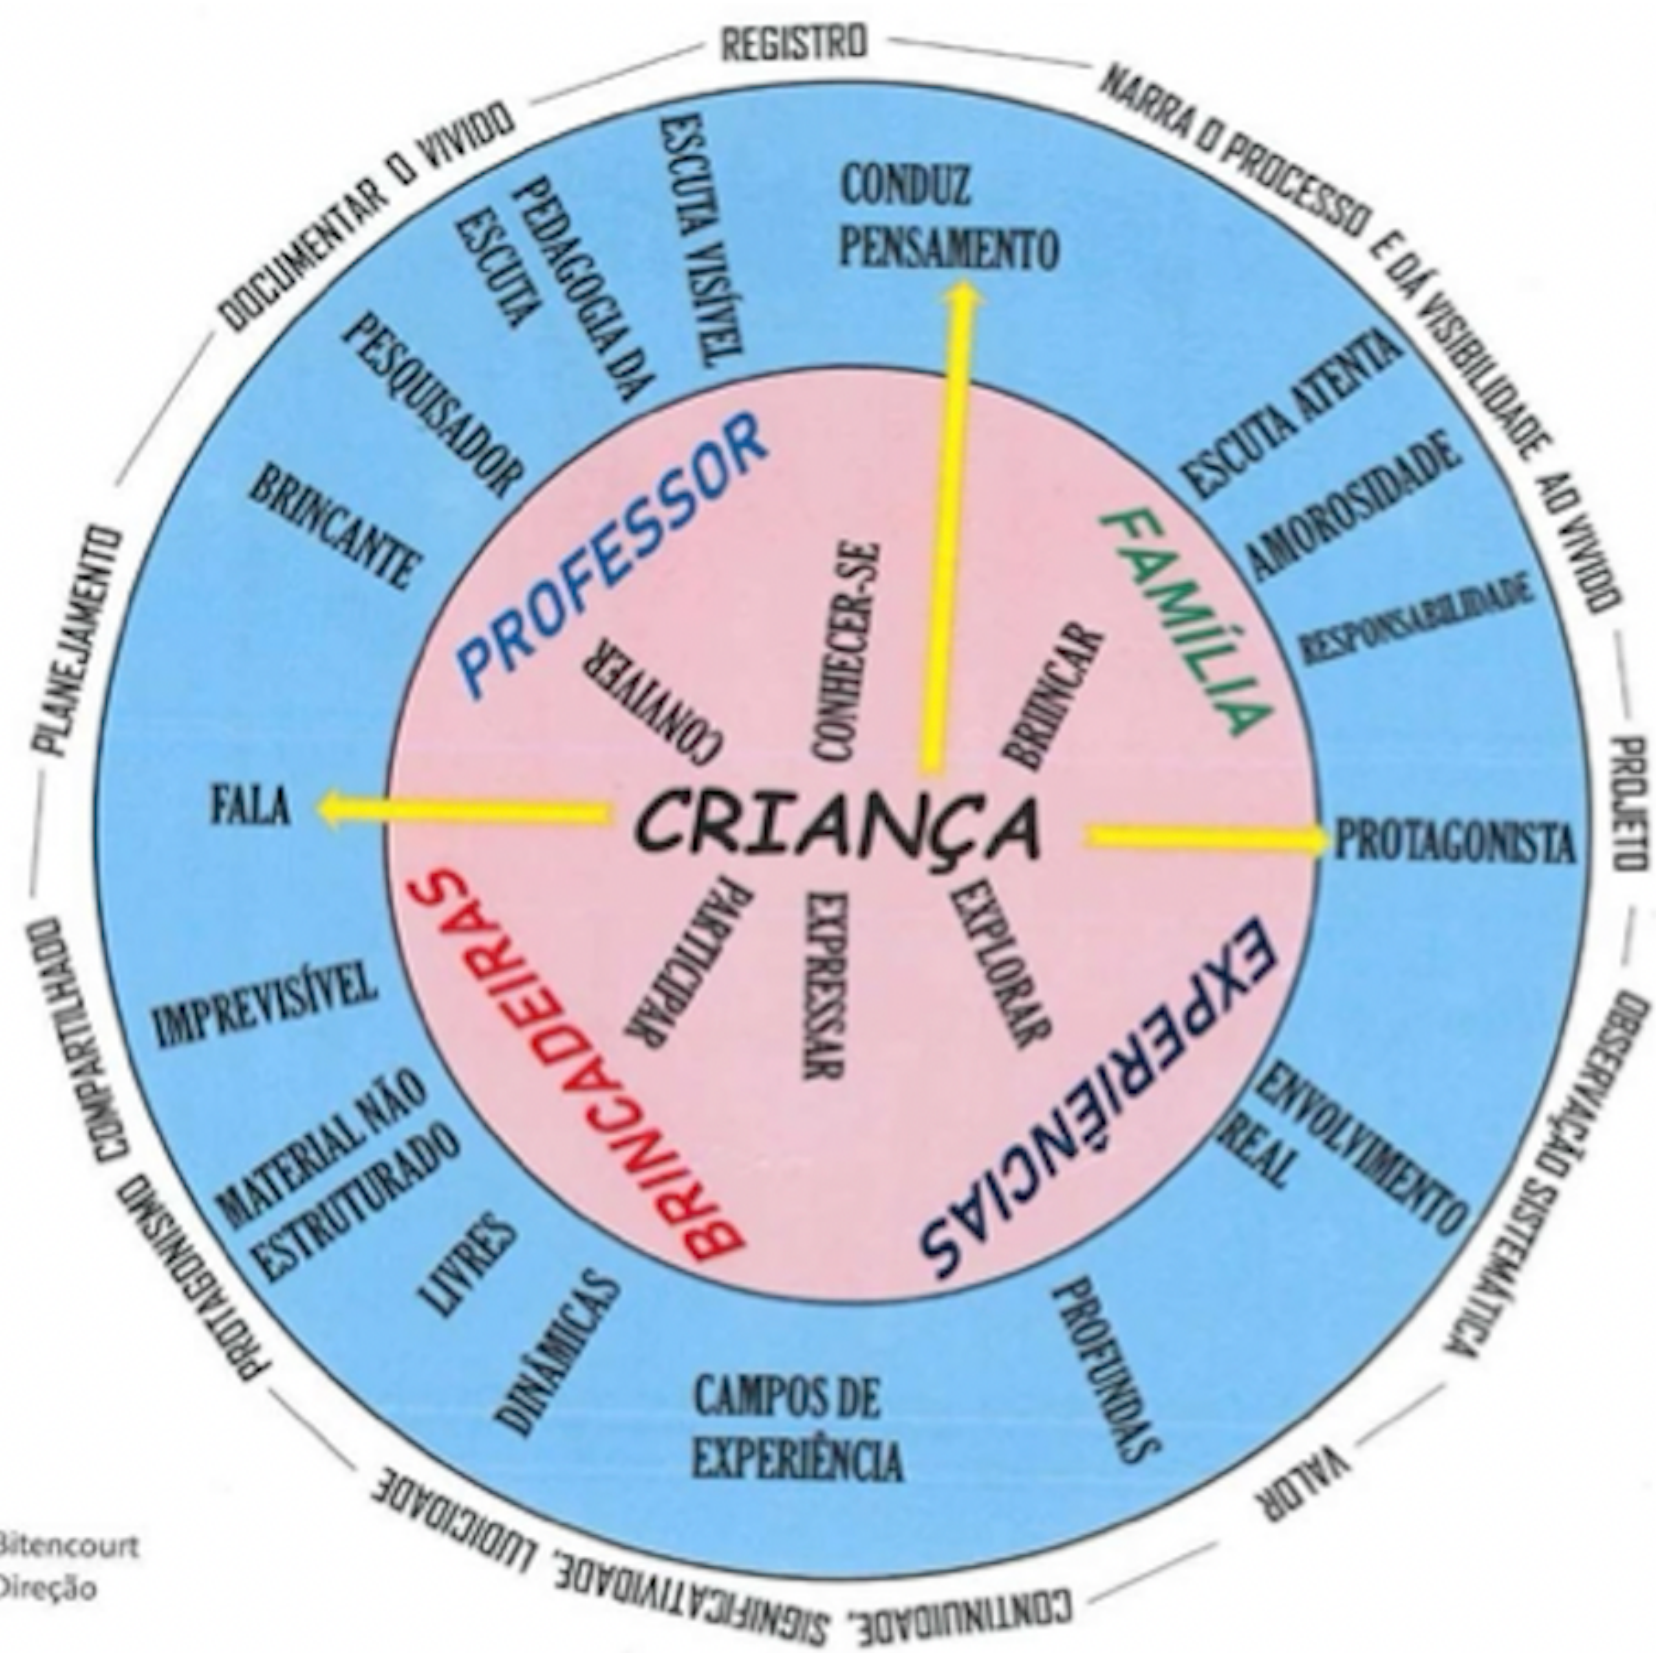 REGISTRO
NARRA O PROCESSO E DÁ VISIBILIDADE AO VIVIDO
PROJETO
OBSERVAÇÃO SISTEMÁTICA
VALOR
CONTINUIDADE, SIGNIFICATIVIDADE, LUDICIDADE
PROTAGONISMO COMPARTILHADO
PLANEJAMENTO
DOCUMENTAR O VIVIDO
CONDUZ
PENSAMENTO
ESCUTA ATENTA
AMOROSIDADE
RESPONSABILIDADE
PROTAGONISTA
ENVOLVIMENTO
REAL
PROFUNDAS
CAMPOS DE
EXPERIÊNCIA
DINÂMICAS
LIVRES
MATERIAL NÃO
ESTRUTURADO
IMPREVISÍVEL
FALA
BRINCANTE
PESQUISADOR
PEDAGOGIA DA
ESCUTA
ESCUTA VISÍVEL
PROFESSOR
FAMÍLIA
EXPERIÊNCIAS
BRINCADEIRAS
CONVIVER
CONHECER-SE
BRINCAR
CRIANÇA
PARTICIPAR
EXPRESSAR
EXPLORAR
Bitencourt
Direção